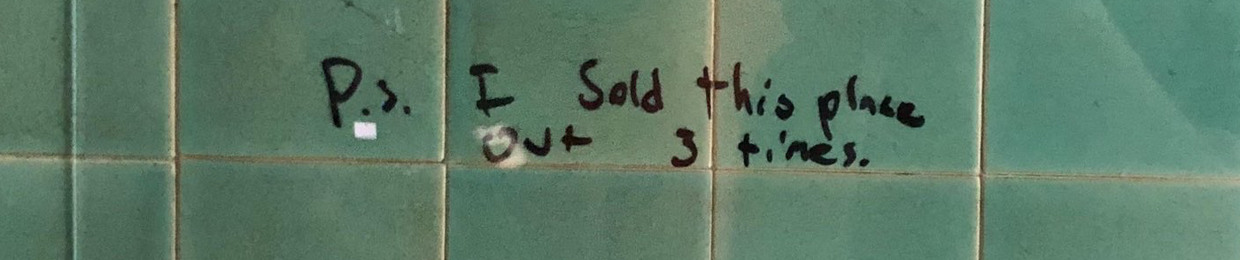 P.s. I Sold this place
out 3 times.